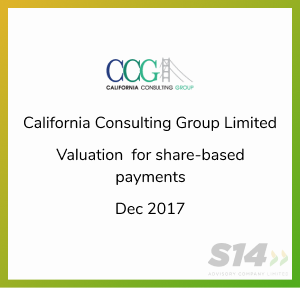 CCG
CALIFORNIA CONSULTING GROUP
California Consulting Group Limited
Valuation for share-based
payments
Dec 2017
S14
ADVISORY COMPANY LIMITED